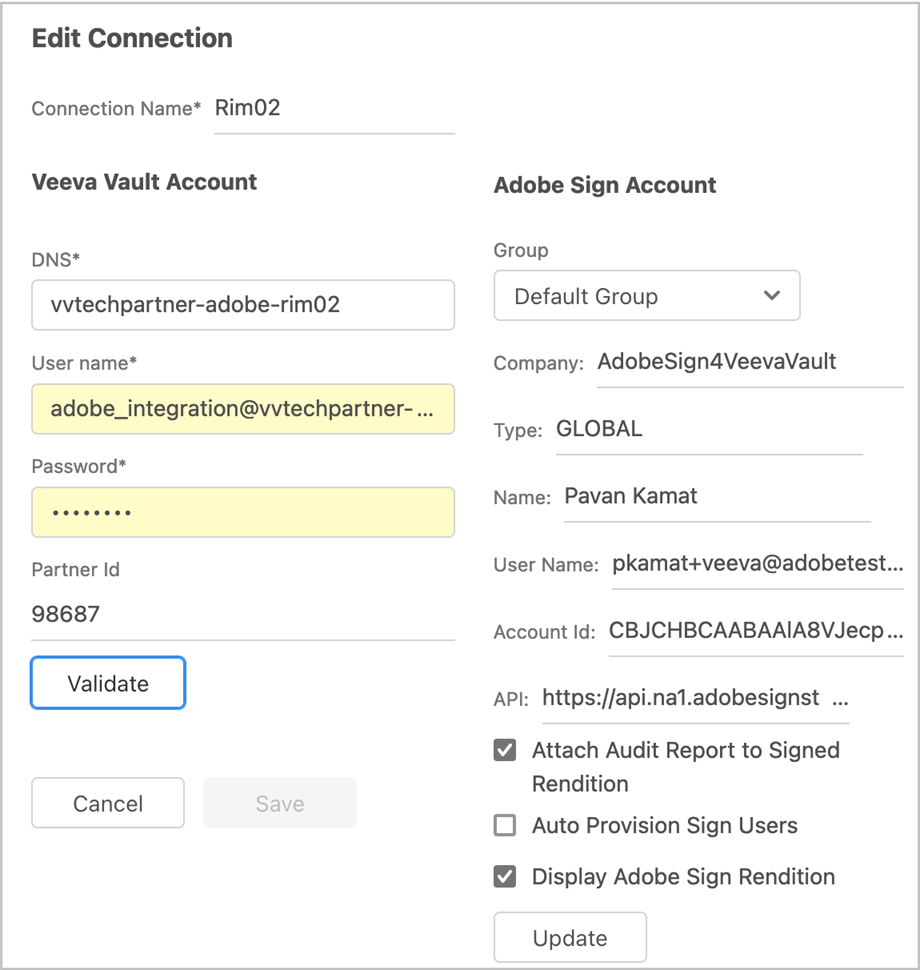 Edit Connection
Connection Name* Rim02
Veeva Vault Account
DNS*
vvtechpartner-adobe-rim02
User name*
adobe_integration@vvtechpartner-...
Password*
••••••••
Partner Id
98687
Validate
Cancel
Save
Adobe Sign Account
Group
Default Group
Company: AdobeSign4VeevaVault
Type: GLOBAL
Name: Pavan Kamat
User Name: pkamat+veeva@adobetest...
Account Id: CBJCHBCAABAAlA8VJecp...
API: https://api.na1.adobesignst ...
Attach Audit Report to Signed
Rendition
Auto Provision Sign Users
Display Adobe Sign Rendition
Update